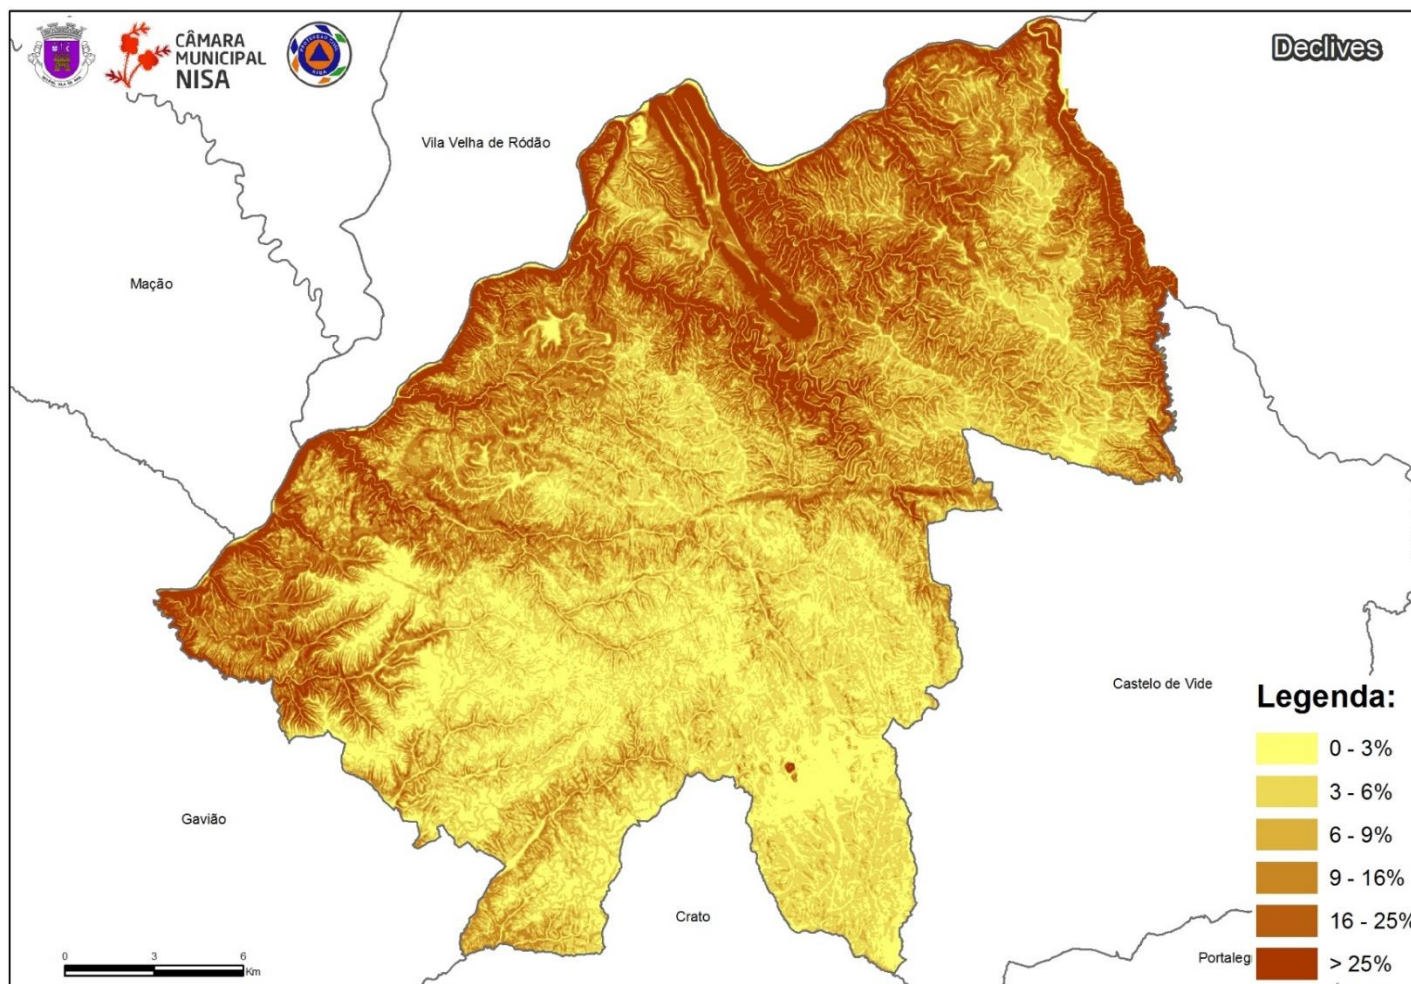 CÂMARA
MUNICIPAL
NISA
Declives
Vila Velha de Ródão
Mação
Castelo de Vide
Gavião
Crato
Portaleg
Legenda:
0 - 3%
3 - 6%
6 - 9%
9 - 16%
16 - 25%
> 25%
0 3 6
Km